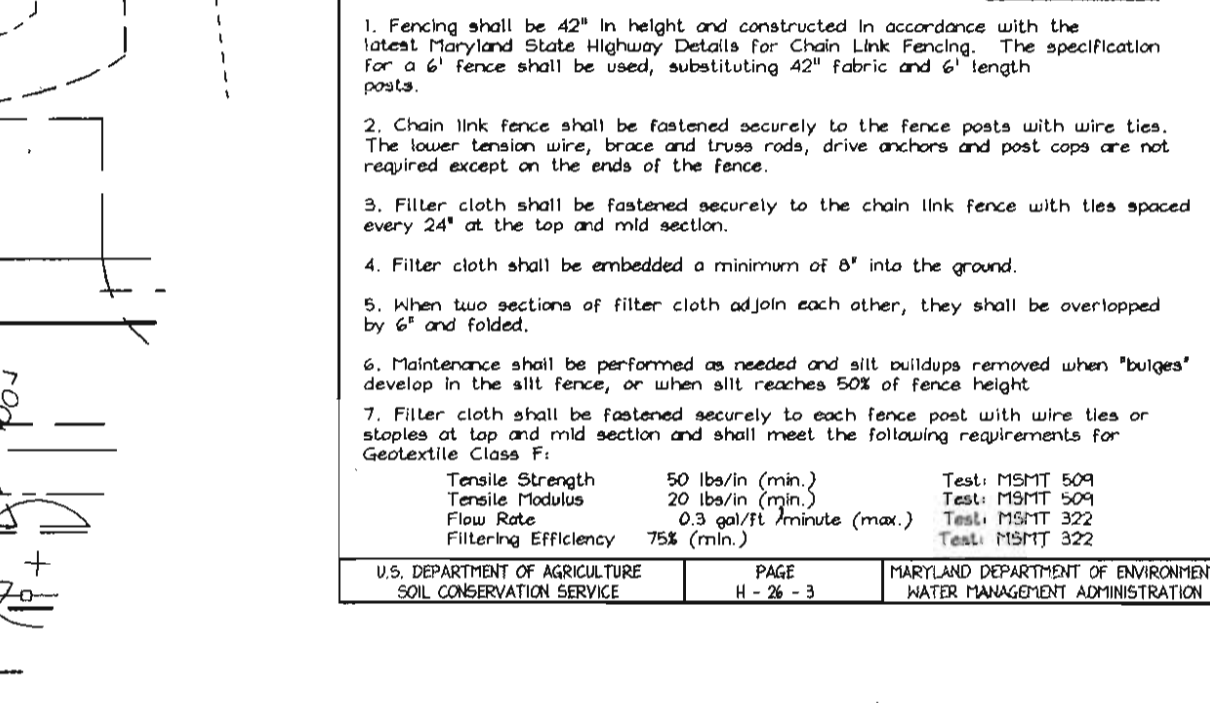 1. Fencing shall be 42" in height and constructed in accordance with the
latest Maryland State Highway Details for Chain Link Fencing. The specification
for a 6' fence shall be used, substituting 42" fabric and 6' length
posts.
2. Chain link fence shall be fastened securely to the fence posts with wire ties.
The lower tension wire, brace and truss rods, drive anchors and post caps are not
required except on the ends of the fence.
3. Filter cloth shall be fastened securely to the chain link fence with ties spaced
every 24" at the top and mid section.
4. Filter cloth shall be embedded a minimum of 8" into the ground.
5. When two sections of filter cloth adjoin each other, they shall be overlapped
by 6" and folded.
6. Maintenance shall be performed as needed and silt buildups removed when "bulges"
develop in the silt fence, or when silt reaches 50% of fence height
7. Filter cloth shall be fastened securely to each fence post with wire ties or
staples at top and mid section and shall meet the following requirements for
Geotextile Class F:
Tensile Strength 50 lbs/in (min.) Test: MSMT 509
Tensile Modulus 20 lbs/in (min.) Test: MSMT 509
Flow Rate 0.3 gal/ft /minute (max.) Test: MSMT 322
Filtering Efficiency 75% (min.) Test: MSMT 322
U.S. DEPARTMENT OF AGRICULTURE
SOIL CONSERVATION SERVICE
PAGE
H - 26 - 3
MARYLAND DEPARTMENT OF ENVIRONMEN
WATER MANAGEMENT ADMINISTRATION